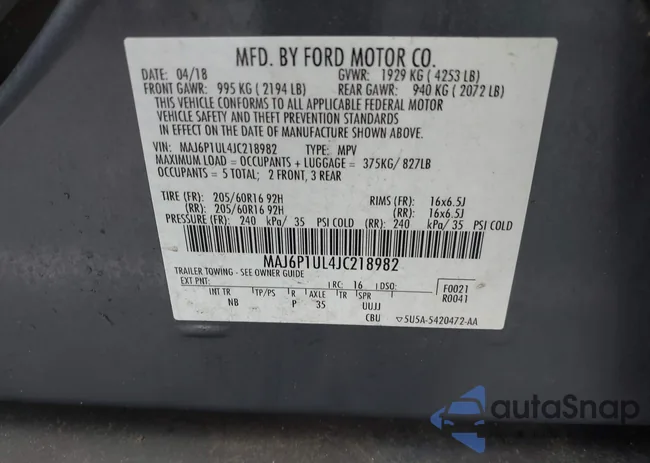 MFD. BY FORD MOTOR CO.
DATE: 04/18 GVWR: 1929 KG ( 4253 LB)
FRONT GAWR: 995 KG ( 2194 LB) REAR GAWR: 940 KG ( 2072 LB)
THIS VEHICLE CONFORMS TO ALL APPLICABLE FEDERAL MOTOR
VEHICLE SAFETY AND THEFT PREVENTION STANDARDS
IN EFFECT ON THE DATE OF MANUFACTURE SHOWN ABOVE.
VIN: MAJ6P1UL4JC218982 TYPE: MPV
MAXIMUM LOAD = OCCUPANTS + LUGGAGE = 375KG/ 827LB
OCCUPANTS = 5 TOTAL; 2 FRONT, 3 REAR
TIRE (FR): 205/60R16 92H RIMS (FR): 16x6.5J
(RR): 205/60R16 92H (RR): 16x6.5J
PRESSURE (FR): 240 kPa/ 35 PSI COLD (RR): 240 kPa/ 35 PSI COLD
MAJ6P1UL4JC218982
TRAILER TOWING - SEE OWNER GUIDE
EXT PNT: RC: 16 DSO: F0021
INT TR TP/PS R AXLE TR SPR R0041
NB P 35 UUJJ
CBU ▽5U5A-5420472-AA
autoSnap